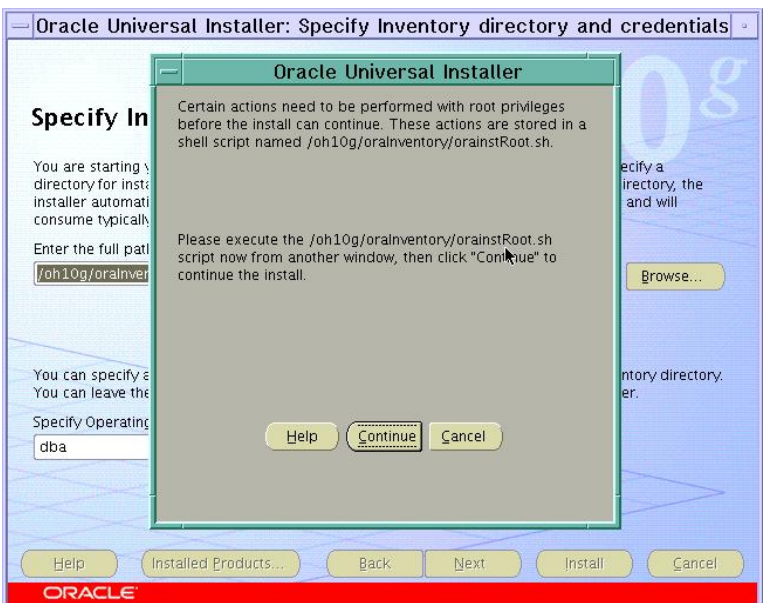 Oracle Universal Installer: Specify Inventory directory and credentials
Oracle Universal Installer
10g
Specify In
Certain actions need to be performed with root privileges
before the install can continue. These actions are stored in a
shell script named /oh10g/oraInventory/orainstRoot.sh.
You are starting
ecify a
directory for insta
irectory, the
installer automati
and will
consume typically
Please execute the /oh10g/oraInventory/orainstRoot.sh
script now from another window, then click "Continue" to
continue the install.
Enter the full pat
/oh10g/oraInver
Browse...
You can specify a
ntory directory.
You can leave the
er.
Specify Operating
dba
Help
Continue
Cancel
Help
Installed Products...
Back
Next
Install
Cancel
ORACLE